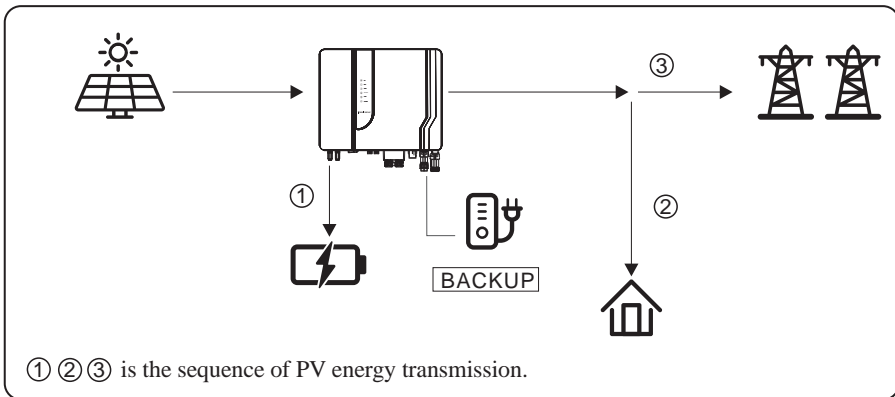 ③
①
②
BACKUP
① ② ③ is the sequence of PV energy transmission.